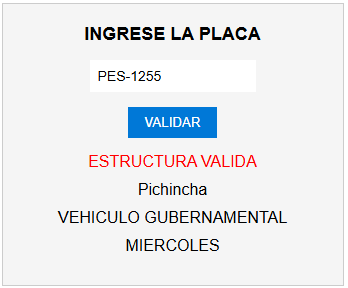 INGRESE LA PLACA
PES-1255
VALIDAR
ESTRUCTURA VALIDA
Pichincha
VEHICULO GUBERNAMENTAL
MIERCOLES